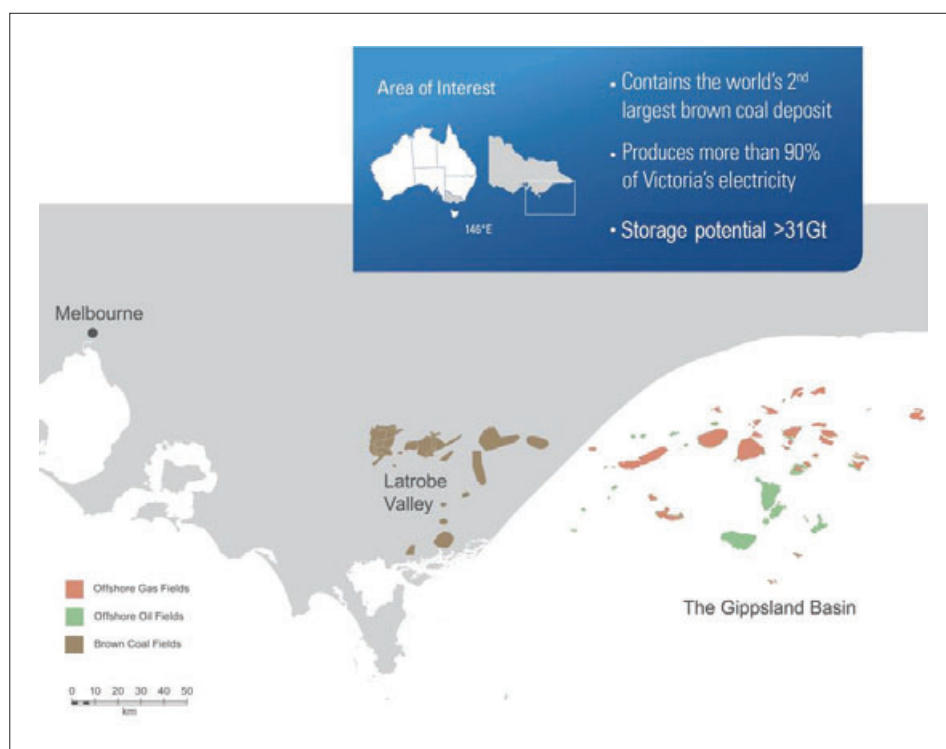 Area of Interest
146°E
• Contains the world's 2nd
largest brown coal deposit
• Produces more than 90%
of Victoria's electricity
• Storage potential >31Gt
Melbourne
Latrobe
Valley
The Gippsland Basin
Offshore Gas Fields
Offshore Oil Fields
Brown Coal Fields
0 10 20 30 40 50
km